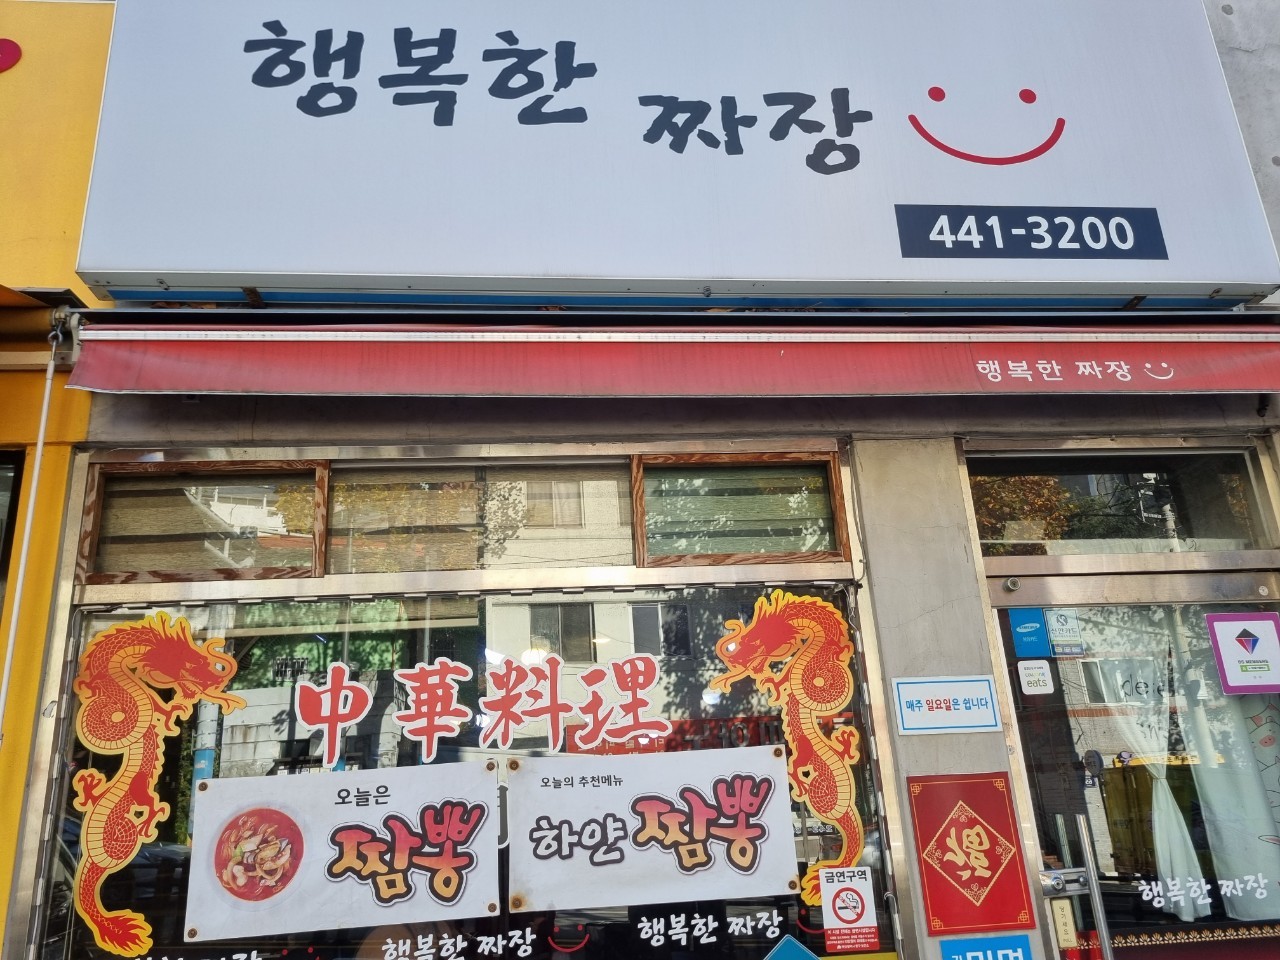 행복한
짜장
441-3200
행복한 짜장
中華料理
오늘은
짬뽕
오늘의 추천메뉴
하얀 짬뽕
금연구역
행복한 짜장
행복한 짜장
매주 일요일은 쉽니다
福
eats
행복한 짜장